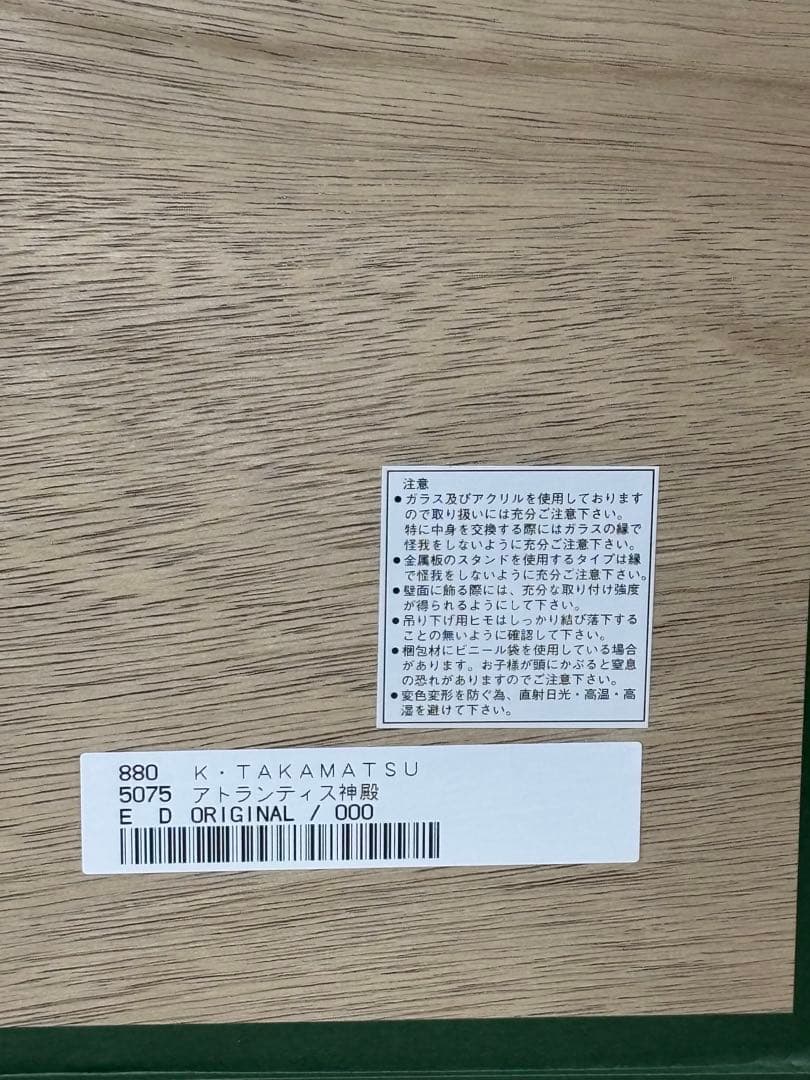 注意
●ガラス及びアクリルを使用しております
ので取り扱いには充分ご注意下さい。
特に中身を交換する際にはガラスの縁で
怪我をしないように充分ご注意下さい。
●金属板のスタンドを使用するタイプは縁
で怪我をしないように充分ご注意下さい。
●壁面に飾る際には、充分な取り付け強度
が得られるようにして下さい。
●吊り下げ用ヒモはしっかり結び落下する
ことの無いように確認して下さい。
●梱包材にビニール袋を使用している場合
があります。お子様が頭にかぶると窒息
の恐れがありますのでご注意下さい。
●変色変形を防ぐ為、直射日光・高温・高
湿を避けて下さい。
880 K・TAKAMATSU
5075 アトランティス神殿
E D ORIGINAL / 000